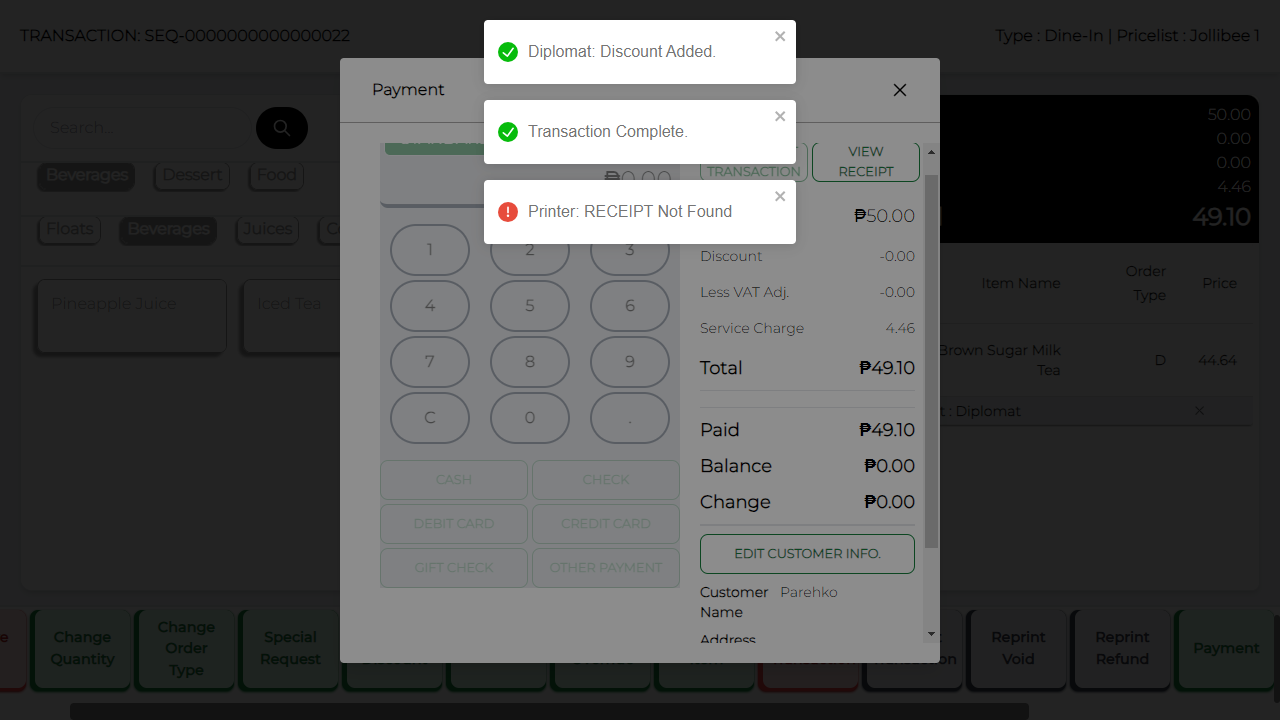 TRANSACTION: SEQ-0000000000000022
Type : Dine-In | Pricelist : Jollibee 1
Diplomat: Discount Added.
Transaction Complete.
Printer: RECEIPT Not Found
Payment
Search...
Beverages
Dessert
Food
Floats
Beverages
Juices
Pineapple Juice
Iced Tea
₱0.00
1
2
3
4
5
6
7
8
9
C
0
.
CASH
CHECK
DEBIT CARD
CREDIT CARD
GIFT CHECK
OTHER PAYMENT
TRANSACTION
VIEW
RECEIPT
₱50.00
Discount -0.00
Less VAT Adj. -0.00
Service Charge 4.46
Total ₱49.10
Paid ₱49.10
Balance ₱0.00
Change ₱0.00
EDIT CUSTOMER INFO.
Customer Parehko
Name
Address
50.00
0.00
0.00
4.46
49.10
Item Name
Order
Type
Price
Brown Sugar Milk
Tea
D
44.64
: Diplomat
Change
Quantity
Change
Order
Type
Special
Request
Reprint
Void
Reprint
Refund
Payment